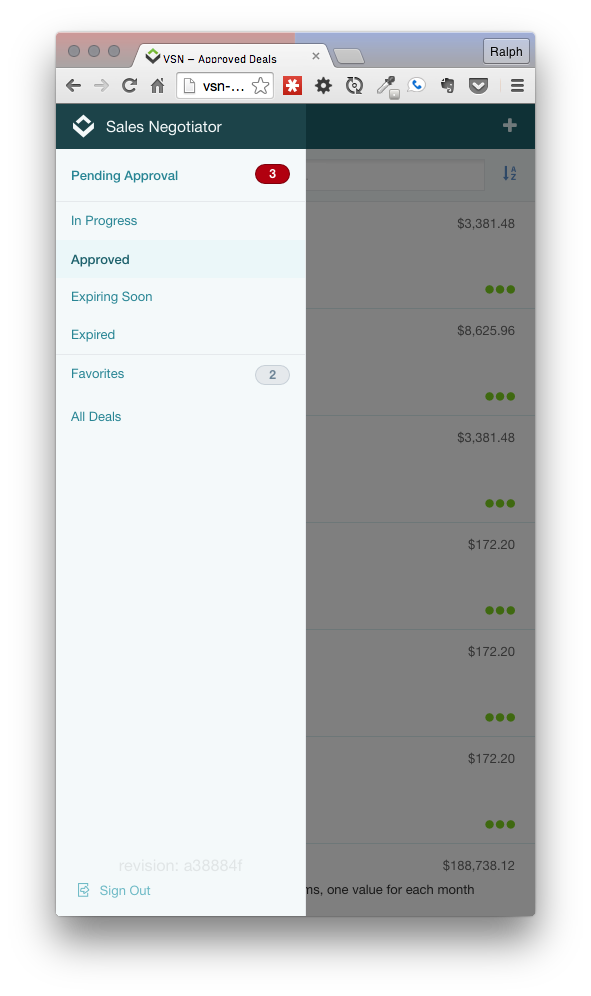 VSN – Approved Deals
Ralph
vsn-...
Sales Negotiator
Pending Approval 3
In Progress
Approved
Expiring Soon
Expired
Favorites 2
All Deals
revision: a38884f
Sign Out
A
Z
$3,381.48
$8,625.96
$3,381.48
$172.20
$172.20
$172.20
$188,738.12
ms, one value for each month